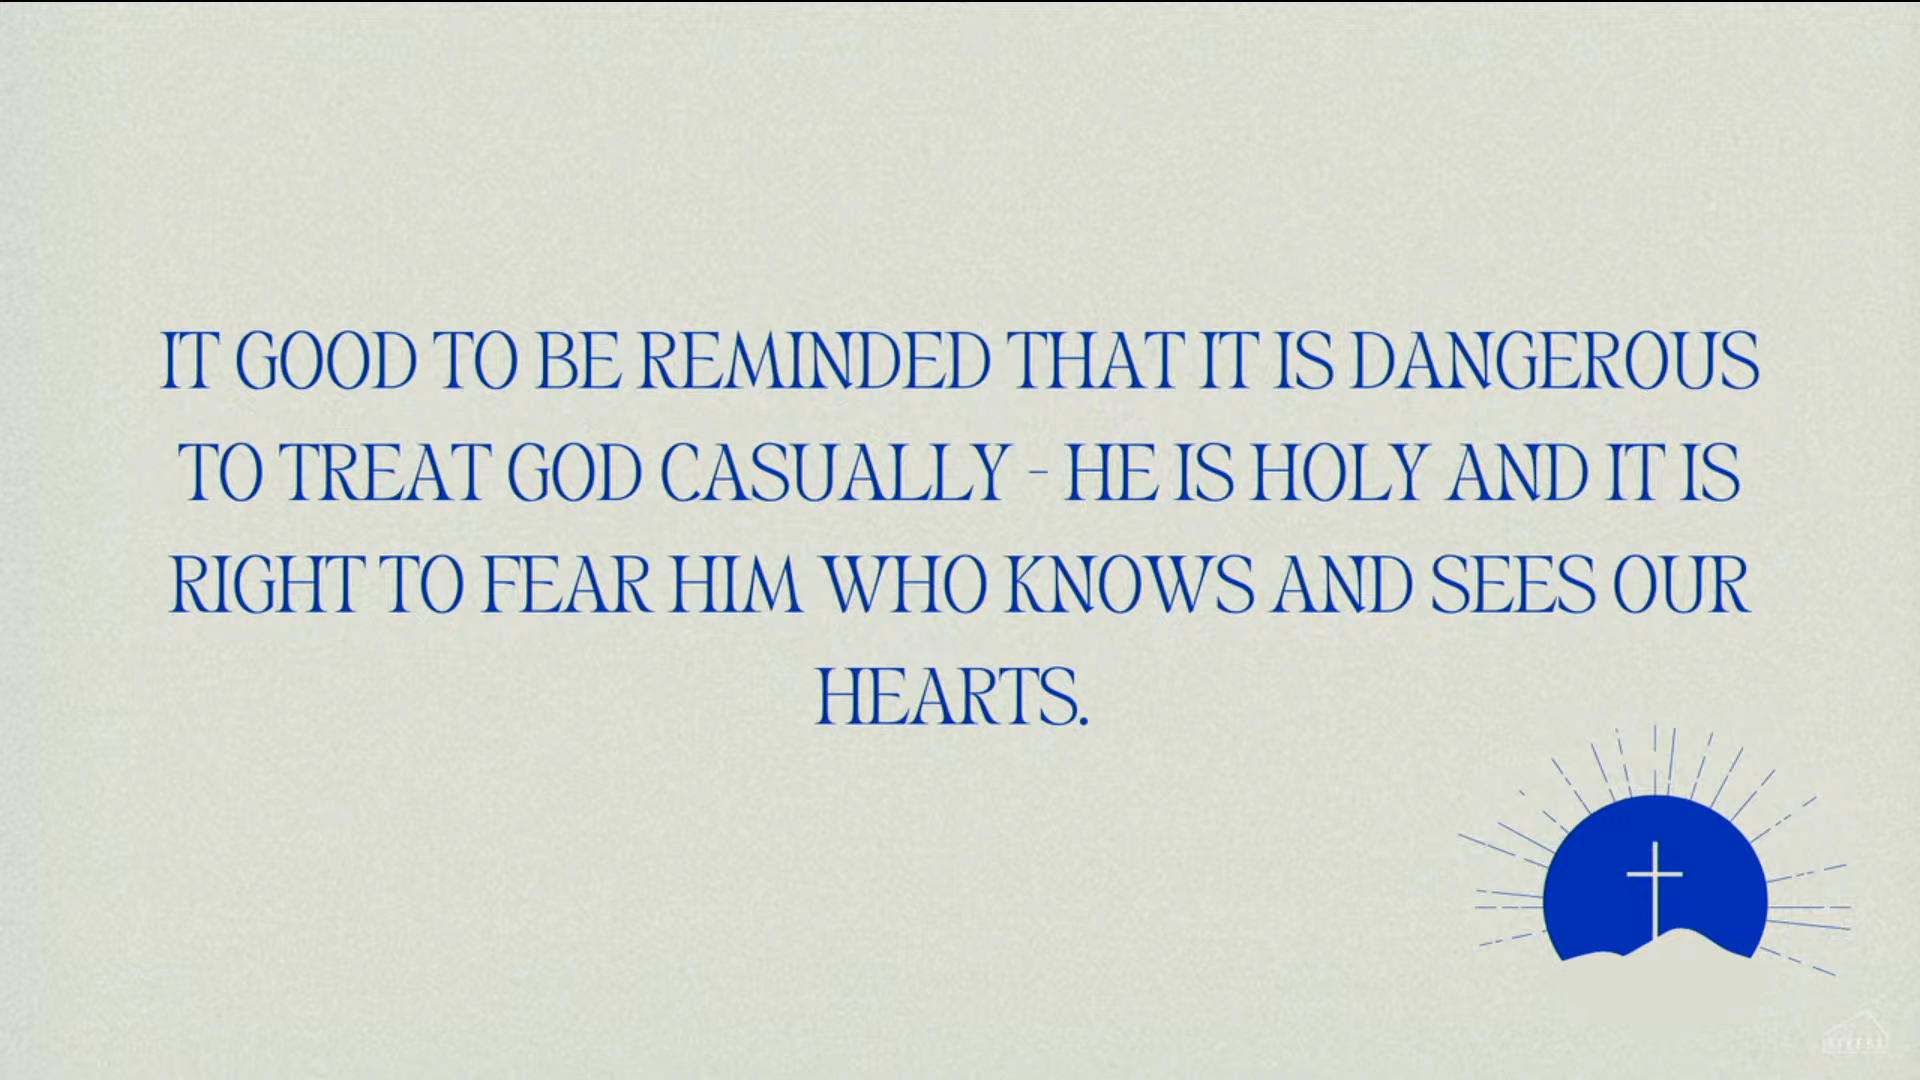 IT GOOD TO BE REMINDED THAT IT IS DANGEROUS
TO TREAT GOD CASUALLY - HE IS HOLY AND IT IS
RIGHT TO FEAR HIM WHO KNOWS AND SEES OUR
HEARTS.